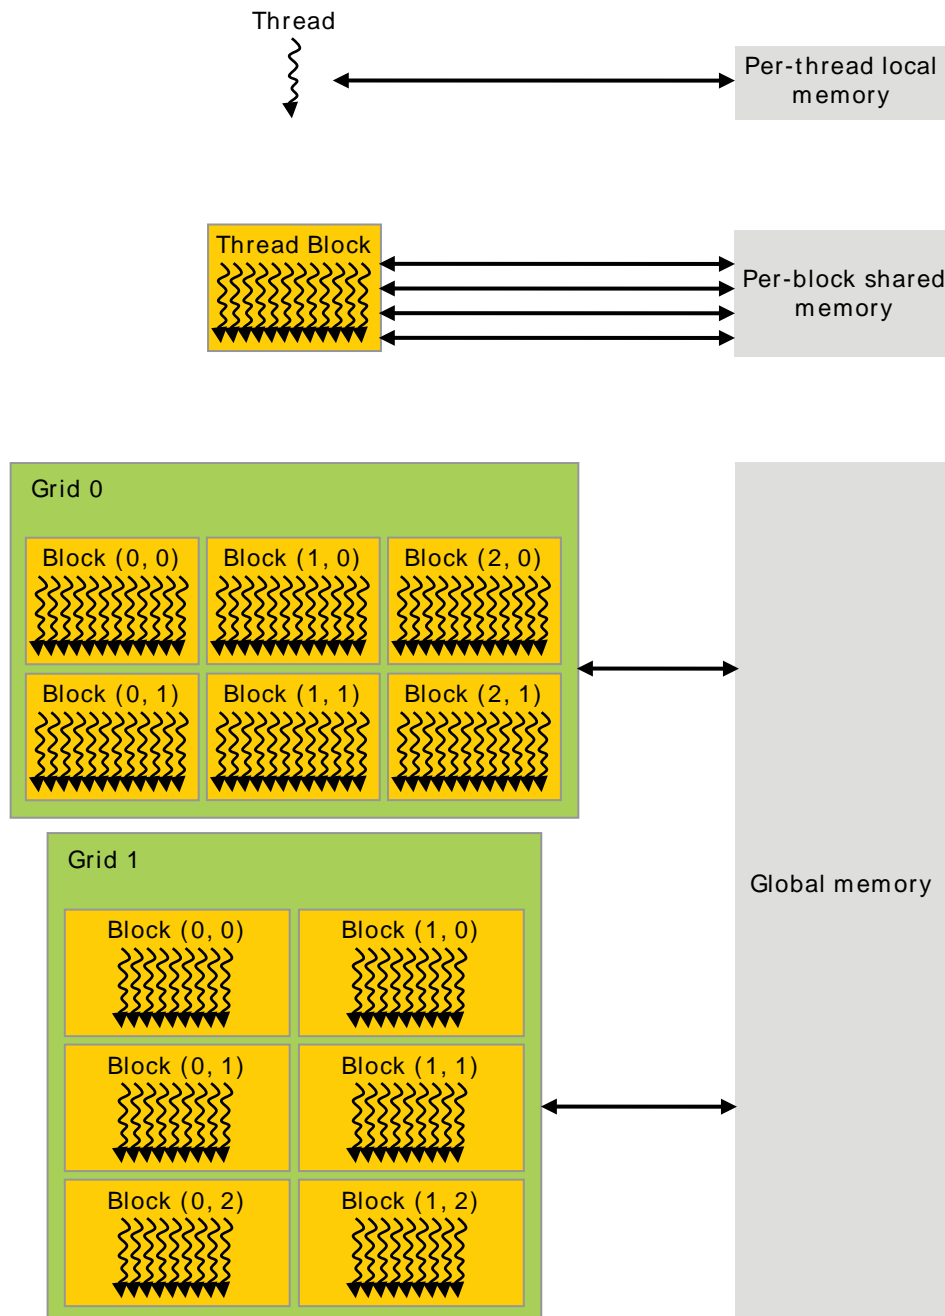 Thread
Per-thread local
memory
Thread Block
Per-block shared
memory
Grid 0
Block (0, 0)
Block (1, 0)
Block (2, 0)
Block (0, 1)
Block (1, 1)
Block (2, 1)
Grid 1
Global memory
Block (0, 0)
Block (1, 0)
Block (0, 1)
Block (1, 1)
Block (0, 2)
Block (1, 2)